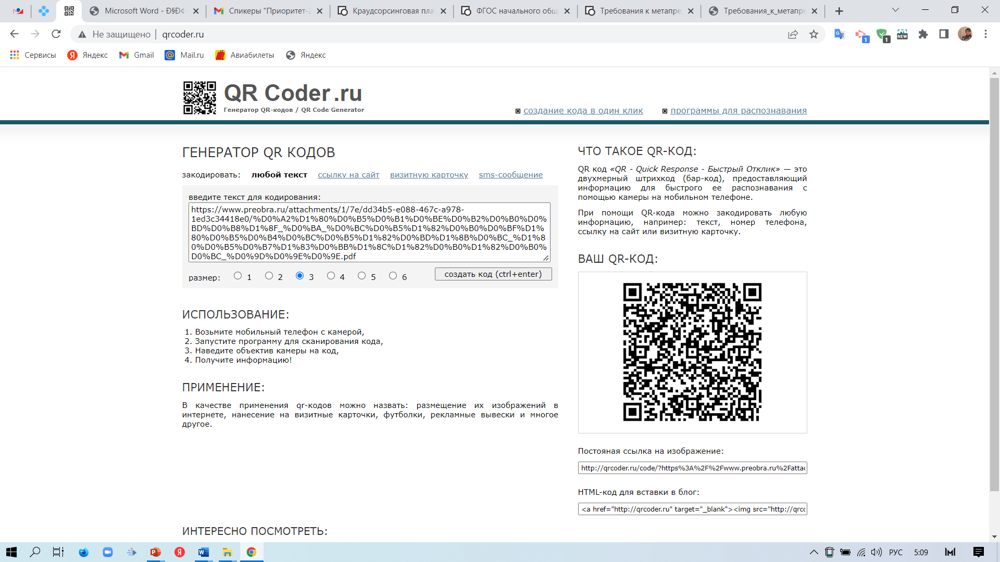 Microsoft Word - Ð§Ð¢-
Спикеры "Приоритет-2
Краудсорсинговая пла
ФГОС начального общ
Требования к метапре
Требования_к_метапре
Не защищено
qrcoder.ru
1
1
NEW
Сервисы
Яндекс
Gmail
Mail.ru
Авиабилеты
Яндекс
QR Coder.ru
Генератор QR-кодов / QR Code Generator
создание кода в один клик
программы для распознавания
ГЕНЕРАТОР QR КОДОВ
закодировать: любой текст ссылку на сайт визитную карточку sms-сообщение
введите текст для кодирования:
https://www.preobra.ru/attachments/1/7e/dd34b5-e088-467c-a978-
1ed3c34418e0/%D0%A2%D1%80%D0%B5%D0%B1%D0%BE%D0%B2%D0%B0%D0%
BD%D0%B8%D1%8F_%D0%BA_%D0%BC%D0%B5%D1%82%D0%B0%D0%BF%D1%
80%D0%B5%D0%B4%D0%BC%D0%B5%D1%82%D0%BD%D1%8B%D0%BC_%D1%8
0%D0%B5%D0%B7%D1%83%D0%BB%D1%8C%D1%82%D0%B0%D1%82%D0%B0%
D0%BC_%D0%9D%D0%9E%D0%9E.pdf
размер: 1 2 3 4 5 6
создать код (ctrl+enter)
ИСПОЛЬЗОВАНИЕ:
1. Возьмите мобильный телефон с камерой,
2. Запустите программу для сканирования кода,
3. Наведите объектив камеры на код,
4. Получите информацию!
ПРИМЕНЕНИЕ:
В качестве применения qr-кодов можно назвать: размещение их изображений в
интернете, нанесение на визитные карточки, футболки, рекламные вывески и многое
другое.
ИНТЕРЕСНО ПОСМОТРЕТЬ:
ЧТО ТАКОЕ QR-КОД:
QR код «QR - Quick Response - Быстрый Отклик» — это
двухмерный штрихкод (бар-код), предоставляющий
информацию для быстрого ее распознавания с
помощью камеры на мобильном телефоне.
При помощи QR-кода можно закодировать любую
информацию, например: текст, номер телефона,
ссылку на сайт или визитную карточку.
ВАШ QR-КОД:
Постояная ссылка на изображение:
http://qrcoder.ru/code/?https%3A%2F%2Fwww.preobra.ru%2Fattac
HTML-код для вставки в блог:
<a href="http://qrcoder.ru" target="_blank"><img src="http://qrco
РУС
5:09